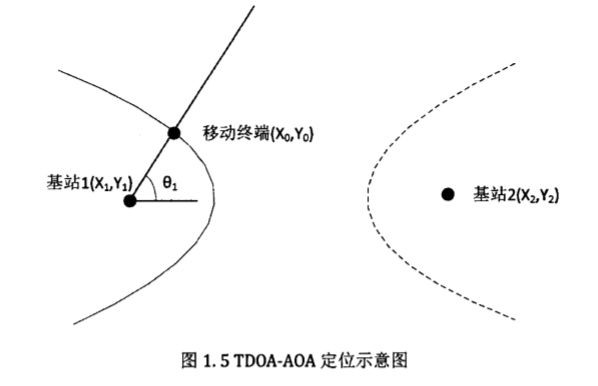 移动终端(X₀,Y₀)
基站1(X₁,Y₁)
θ₁
基站2(X₂,Y₂)
图 1.5 TDOA-AOA 定位示意图